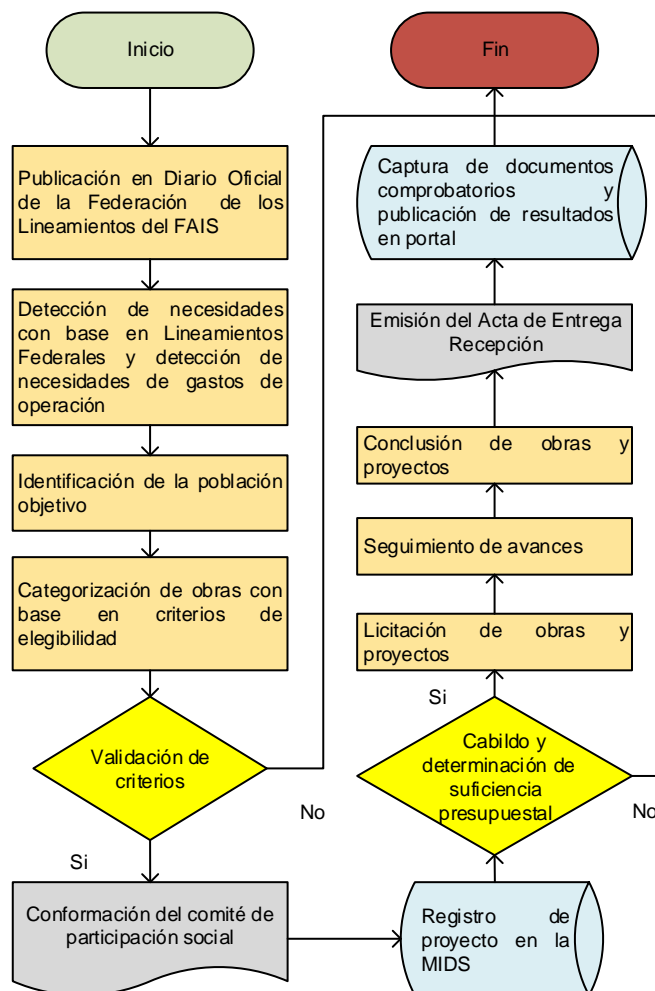 Inicio
Publicación en Diario Oficial
de la Federación de los
Lineamientos del FAIS
Detección de necesidades
con base en Lineamientos
Federales y detección de
necesidades de gastos de
operación
Identificación de la población
objetivo
Categorización de obras con
base en criterios de
elegibilidad
Validación de
criterios
No
Si
Conformación del comité de
participación social
Registro de
proyecto en la
MIDS
Cabildo y
determinación de
suficiencia
presupuestal
No
Si
Licitación de obras y
proyectos
Seguimiento de avances
Conclusión de obras y
proyectos
Emisión del Acta de Entrega
Recepción
Captura de documentos
comprobatorios y
publicación de resultados
en portal
Fin